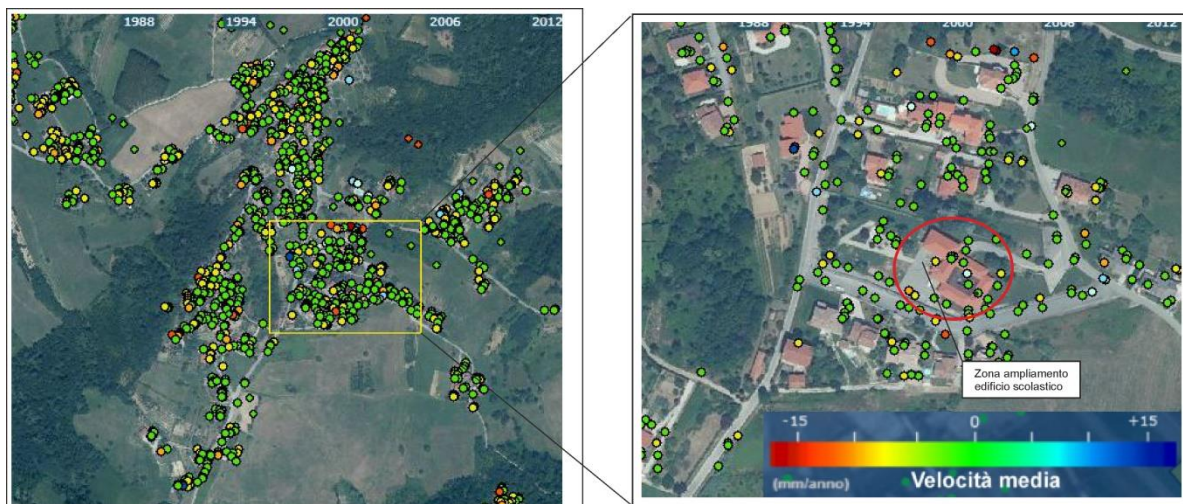 1988 1994 2000 2006 2012
1988 1994 2000 2006 2012
Zona ampliamento
edificio scolastico
-15 0 +15
(mm/anno) Velocità media